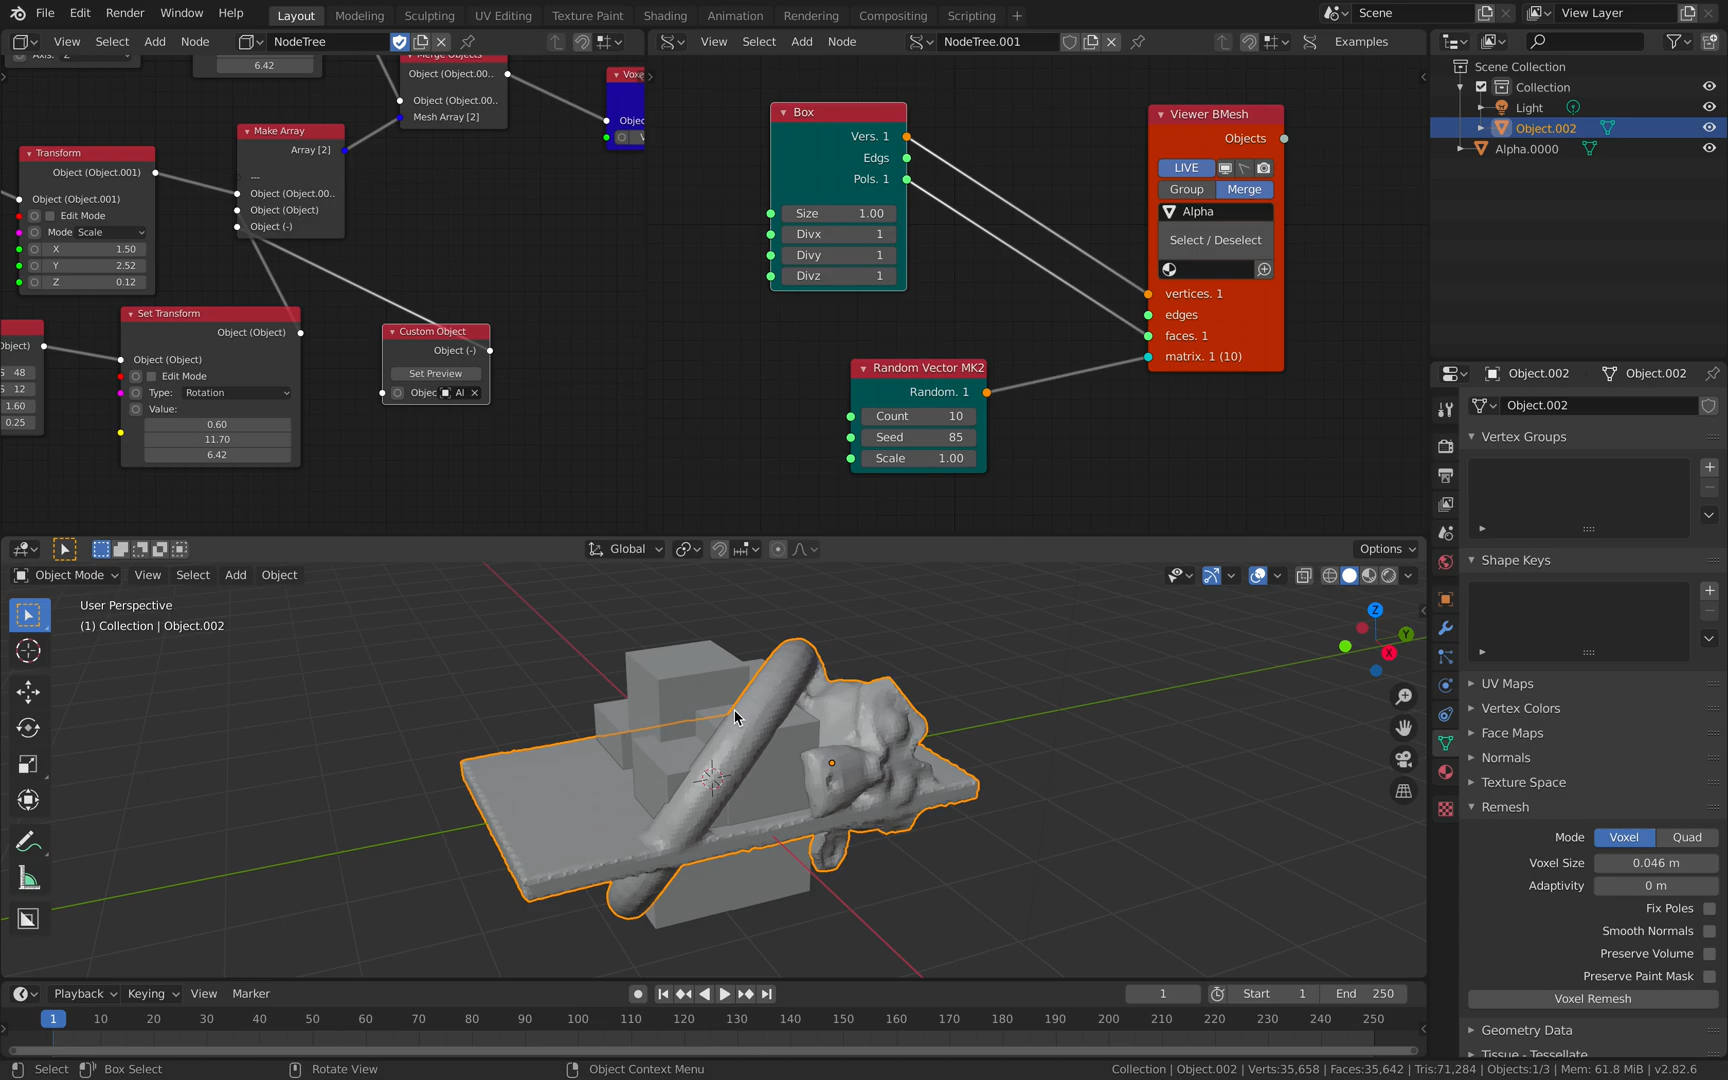 File Edit Render Window Help Layout Modeling Sculpting UV Editing Texture Paint Shading Animation Rendering Compositing Scripting + Scene View Layer
View Select Add Node NodeTree
View Select Add Node NodeTree.001 Examples
6.42
Merge Objects
Object (Object.00..
Object (Object.00..
Mesh Array [2]
Make Array
Array [2]
---
Object (Object.00..
Object (Object)
Object (-)
Transform
Object (Object.001)
Object (Object.001)
Edit Mode
Mode Scale
X 1.50
Y 2.52
Z 0.12
Set Transform
Object (Object)
Object (Object)
Edit Mode
Type: Rotation
Value:
0.60
11.70
6.42
48
12
1.60
0.25
Custom Object
Object (-)
Set Preview
Objec Al
Box
Vers. 1
Edgs
Pols. 1
Size 1.00
Divx 1
Divy 1
Divz 1
Random Vector MK2
Random. 1
Count 10
Seed 85
Scale 1.00
Viewer BMesh
Objects
LIVE
Group Merge
Alpha
Select / Deselect
vertices. 1
edges
faces. 1
matrix. 1 (10)
Scene Collection
Collection
Light
Object.002
Alpha.0000
Object.002 Object.002
Object.002
Vertex Groups
Shape Keys
UV Maps
Vertex Colors
Face Maps
Normals
Texture Space
Remesh
Mode Voxel Quad
Voxel Size 0.046 m
Adaptivity 0 m
Fix Poles
Smooth Normals
Preserve Volume
Preserve Paint Mask
Voxel Remesh
Geometry Data
Tissue - Tessellate
Global Options
Object Mode View Select Add Object
User Perspective
(1) Collection | Object.002
Z
Y
X
Playback Keying View Marker 1 Start 1 End 250
1 10 20 30 40 50 60 70 80 90 100 110 120 130 140 150 160 170 180 190 200 210 220 230 240 250
Select Box Select Rotate View Object Context Menu Collection | Object.002 | Verts:35,658 | Faces:35,642 | Tris:71,284 | Objects:1/3 | Mem: 61.8 MiB | v2.82.6